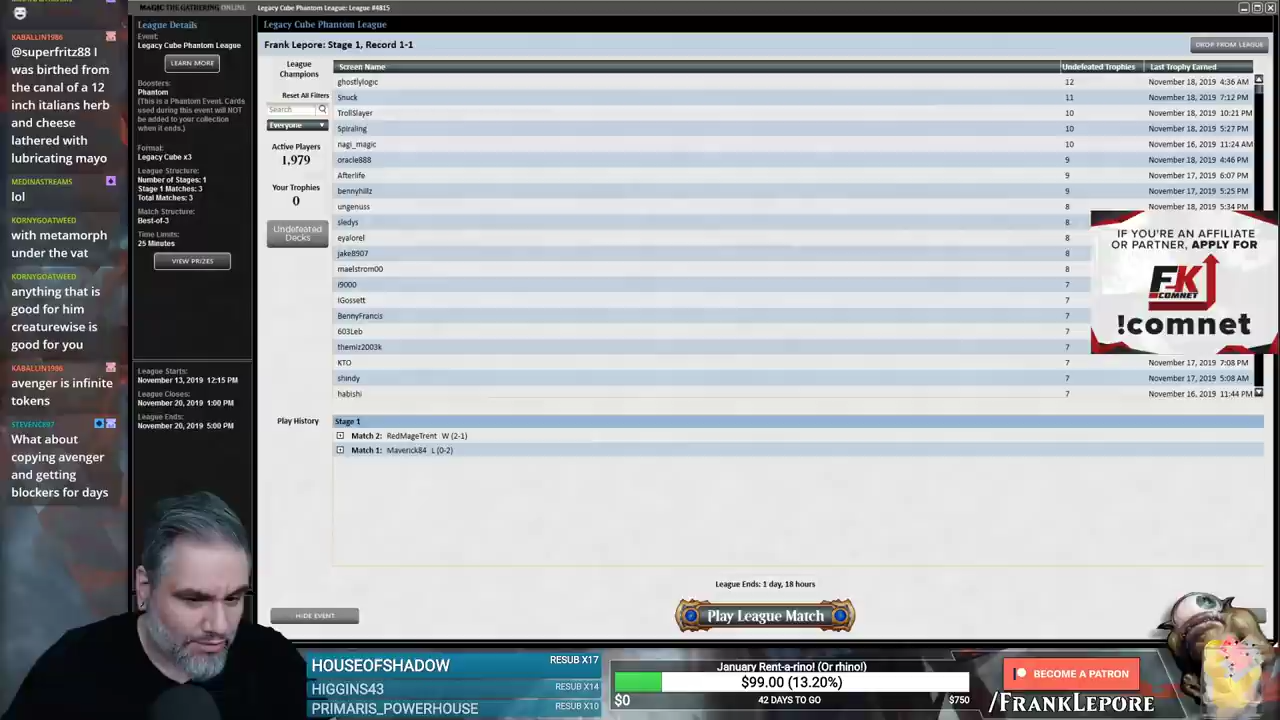 KABALLIN1986
@superfritz88 I
was birthed from
the canal of a 12
inch italians herb
and cheese
lathered with
lubricating mayo
MEDINASTREAMS
lol
KORNYGOATWEED
with metamorph
under the vat
KORNYGOATWEED
anything that is
good for him
creaturewise is
good for you
KABALLIN1986
avenger is infinite
tokens
STEVENC897
What about
copying avenger
and getting
blockers for days
MAGIC THE GATHERING ONLINE
Legacy Cube Phantom League: League #4815
League Details
Event:
Legacy Cube Phantom League
LEARN MORE
Boosters:
Phantom
(This is a Phantom Event. Cards
used during this event will NOT
be added to your collection
when it ends.)
Format:
Legacy Cube x3
League Structure:
Number of Stages: 1
Stage 1 Matches: 3
Total Matches: 3
Match Structure:
Best-of-3
Time Limits:
25 Minutes
VIEW PRIZES
League Starts:
November 13, 2019 12:15 PM
League Closes:
November 20, 2019 1:00 PM
League Ends:
November 20, 2019 5:00 PM
Legacy Cube Phantom League
Frank Lepore: Stage 1, Record 1-1
DROP FROM LEAGUE
League
Champions
Reset All Filters
Search
Everyone
Active Players
1,979
Your Trophies
0
Undefeated
Decks
Screen Name Undefeated Trophies Last Trophy Earned
ghostlylogic 12 November 18, 2019 4:36 AM
Snuck 11 November 18, 2019 7:12 PM
TrollSlayer 10 November 18, 2019 10:21 PM
Spiraling 10 November 18, 2019 5:27 PM
nagi_magic 10 November 16, 2019 11:24 AM
oracle888 9 November 18, 2019 4:46 PM
Afterlife 9 November 17, 2019 6:07 PM
bennyhillz 9 November 17, 2019 5:25 PM
ungenuss 8 November 18, 2019 5:34 PM
sledys 8
eyalorel 8
jake8907 8
maelstrom00 8
i9000 7
IGossett 7
BennyFrancis 7
603Leb 7
themiz2003k 7
KTO 7 November 17, 2019 7:08 PM
shindy 7 November 17, 2019 5:08 AM
habishi 7 November 16, 2019 11:44 PM
IF YOU'RE AN AFFILIATE
OR PARTNER, APPLY FOR
FK
COMNET
!comnet
Play History
Stage 1
Match 2: RedMageTrent W (2-1)
Match 1: Maverick84 L (0-2)
League Ends: 1 day, 18 hours
HIDE EVENT
Play League Match
HOUSEOFSHADOW RESUB X17
HIGGINS43 RESUB X14
PRIMARIS_POWERHOUSE RESUB X10
January Rent-a-rino! (Or rhino!)
$99.00 (13.20%)
$0 42 DAYS TO GO $750
BECOME A PATRON
/FRANKLEPORE